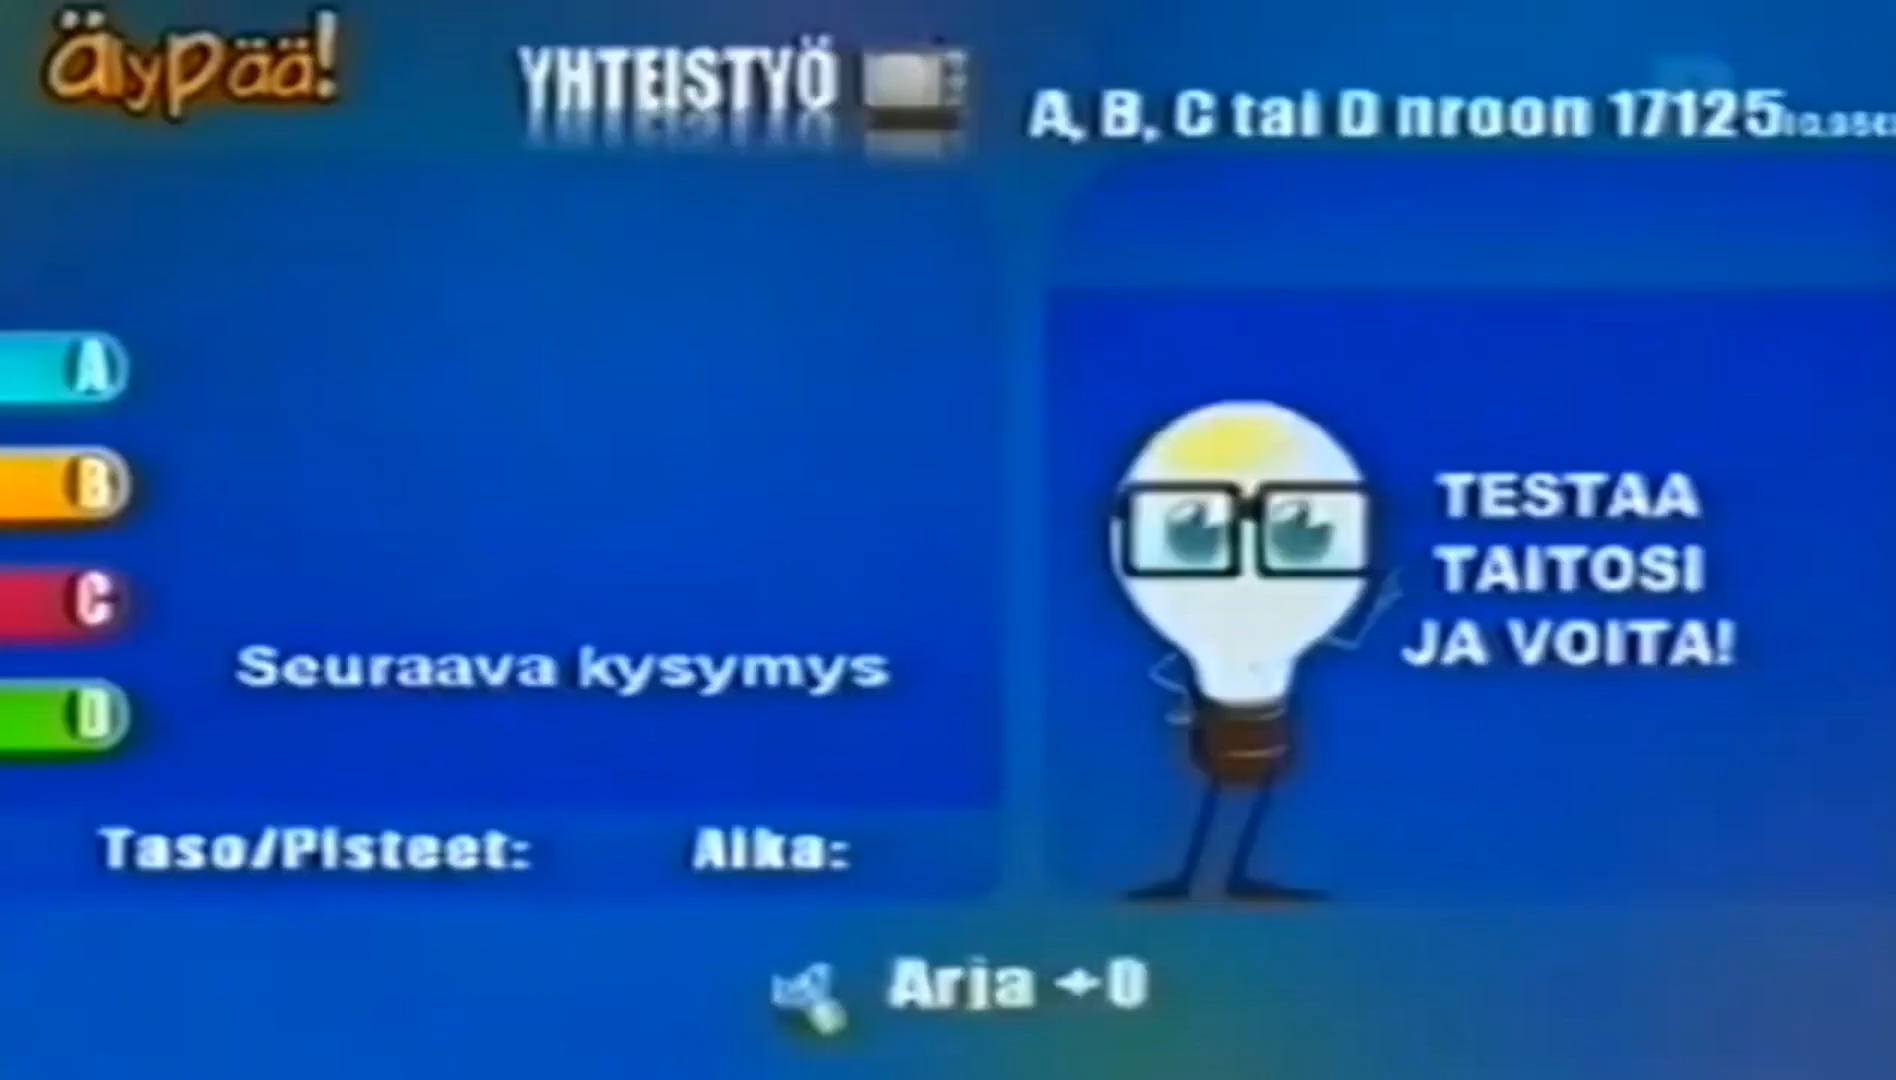 Äypää!
YHTEISTYÖ
A, B, C tai D nroon 17125
A
B
C
D
Seuraava kysymys
Taso/Pisteet: Aika:
TESTAA
TAITOSI
JA VOITA!
Arja +0